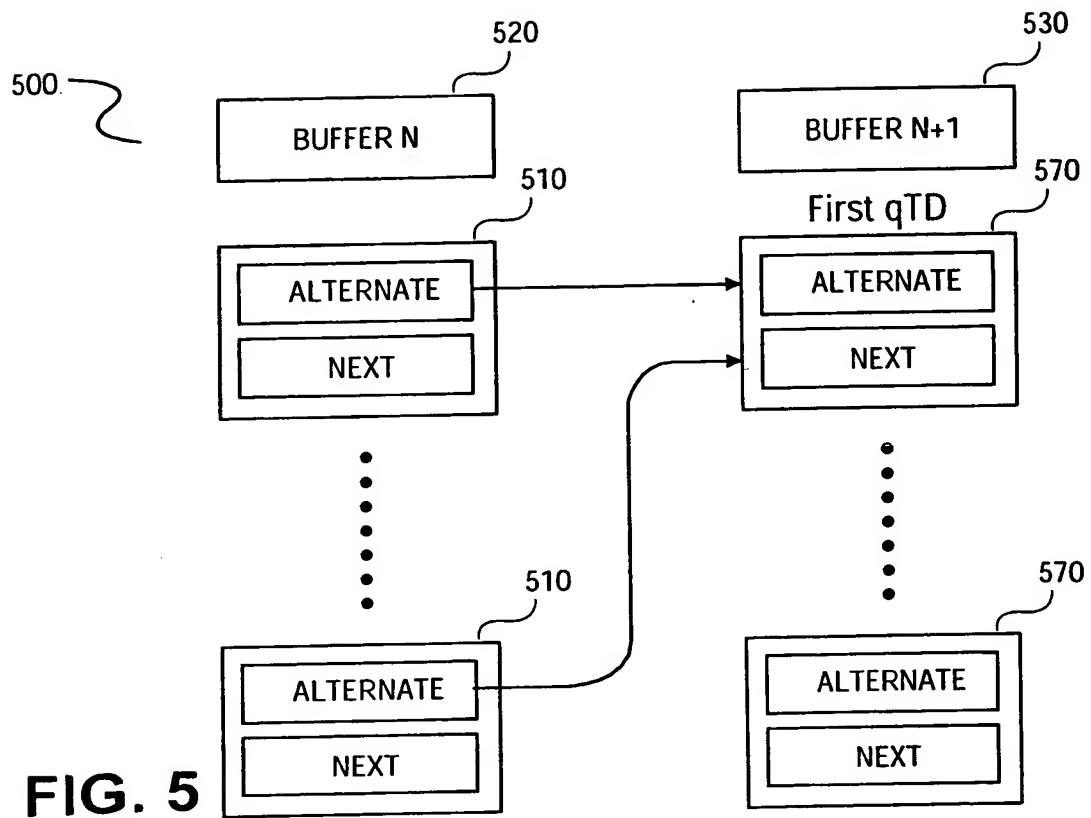 520
530
500
BUFFER N
BUFFER N+1
510
570
First qTD
ALTERNATE
ALTERNATE
NEXT
NEXT
510
570
ALTERNATE
ALTERNATE
NEXT
NEXT
FIG. 5